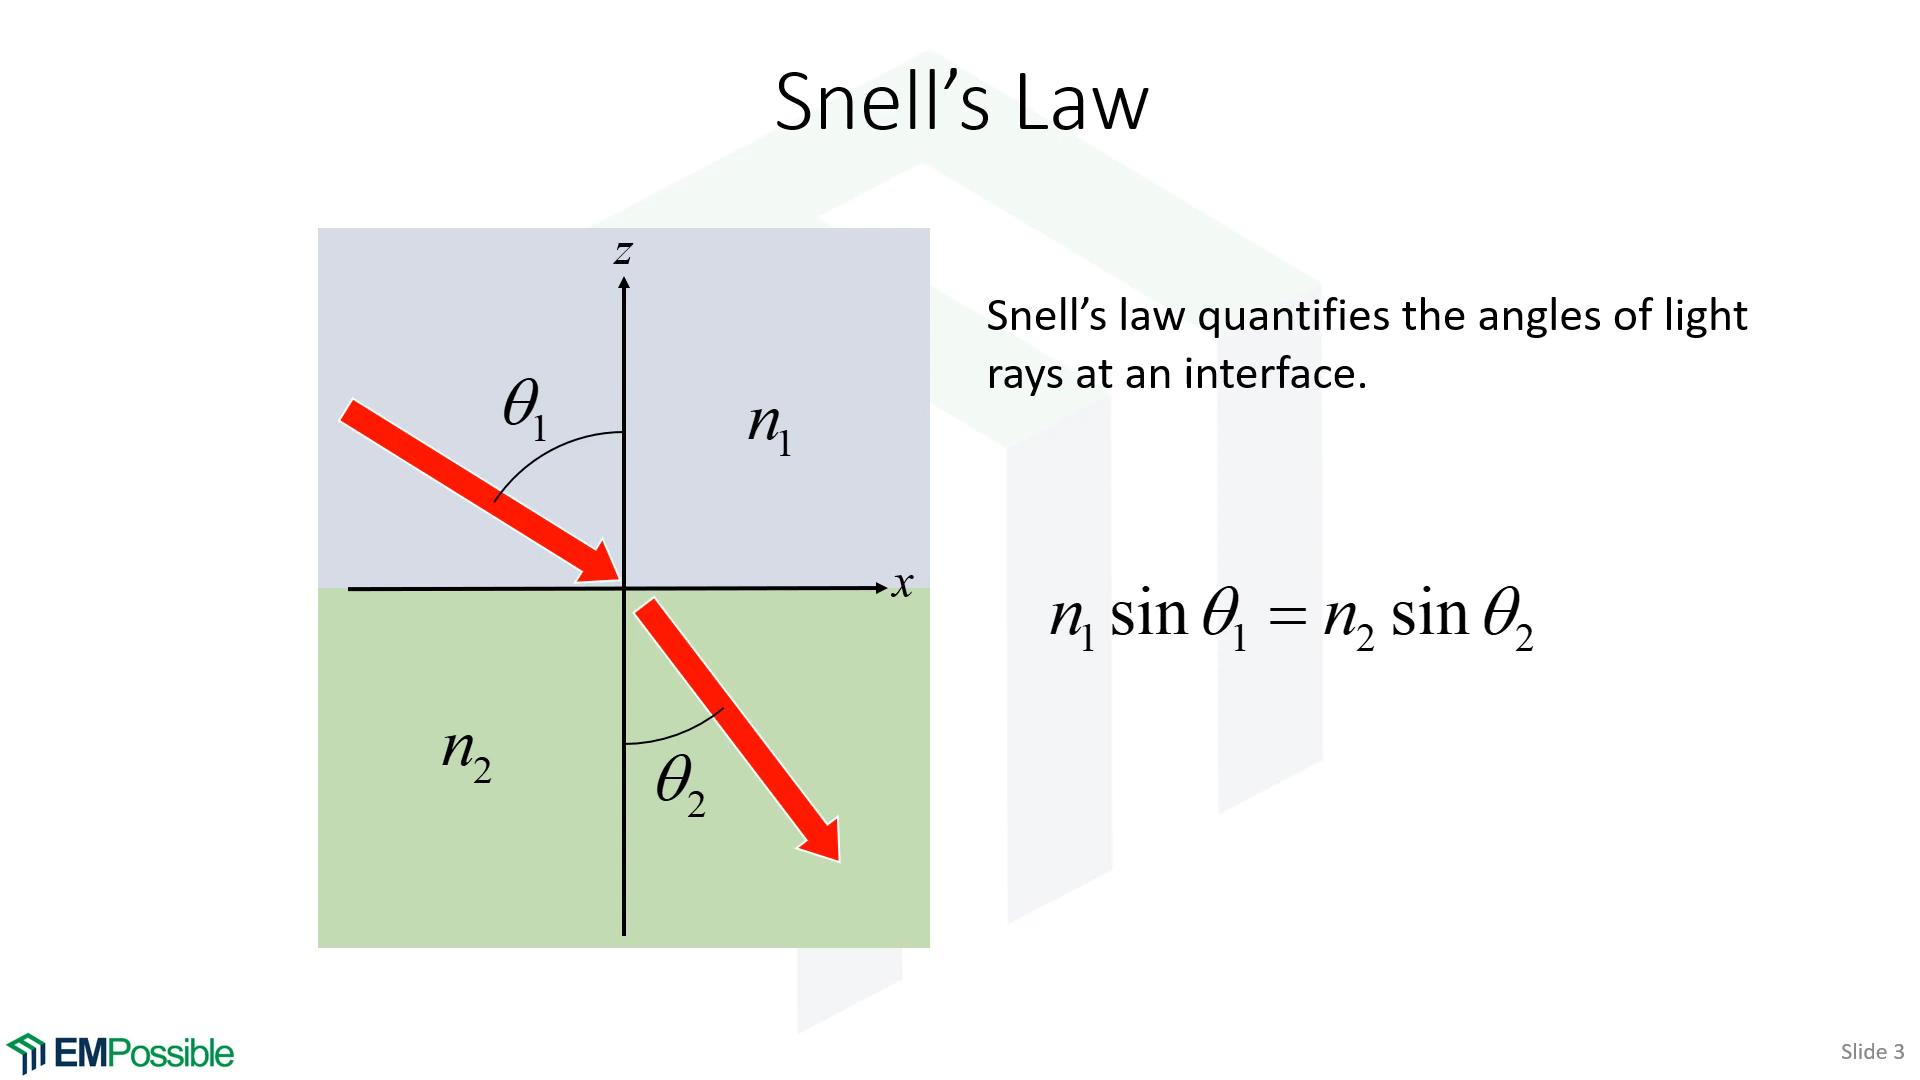 Snell’s Law
z
θ₁
n₁
x
n₂
θ₂
Snell’s law quantifies the angles of light
rays at an interface.
n₁ sin θ₁ = n₂ sin θ₂
EMPossible
Slide 3